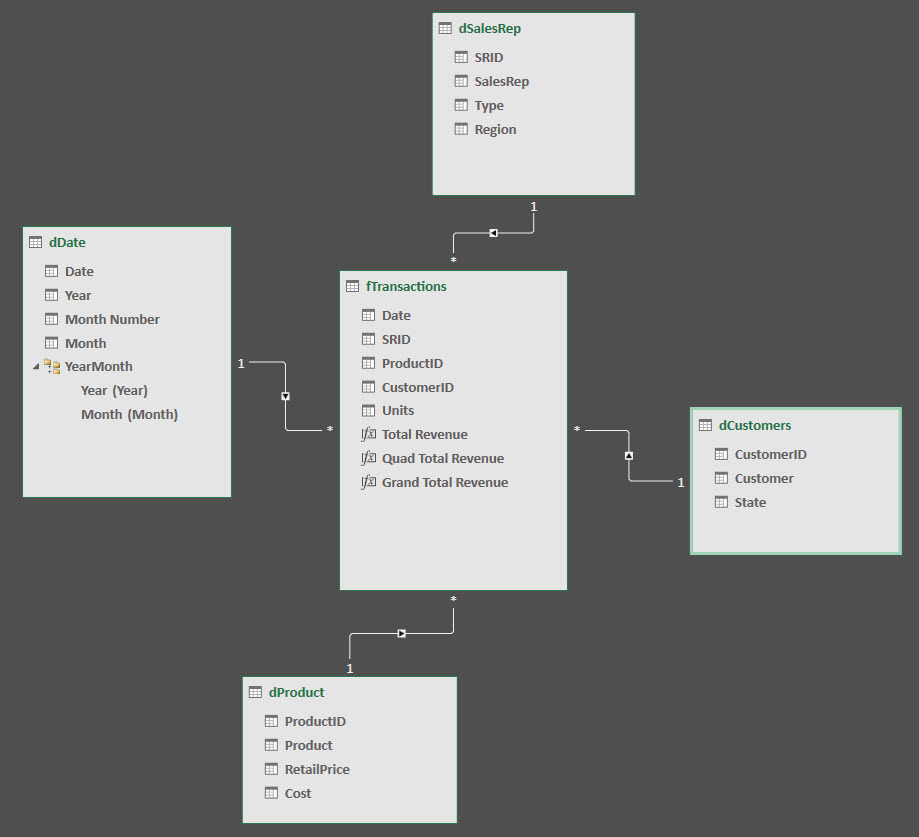 dSalesRep
SRID
SalesRep
Type
Region
1
*
dDate
Date
Year
Month Number
Month
YearMonth
Year (Year)
Month (Month)
1
*
fTransactions
Date
SRID
ProductID
CustomerID
Units
Total Revenue
Quad Total Revenue
Grand Total Revenue
*
1
dCustomers
CustomerID
Customer
State
*
1
dProduct
ProductID
Product
RetailPrice
Cost